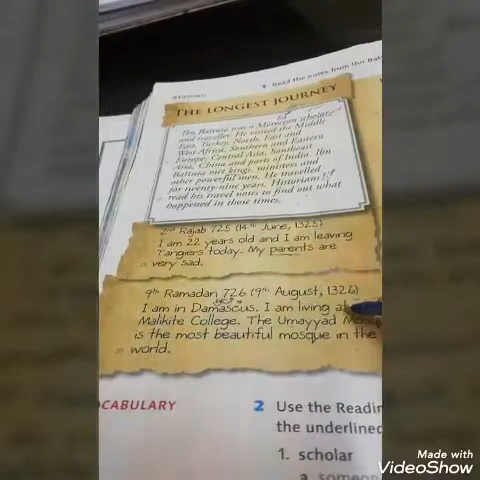 READING
1 Read the notes from Ibn Bat
THE LONGEST JOURNEY
Ibn Battuta was a Moroccan scholar
and traveller. He visited the Middle
East, Turkey, North, East and
West Africa, Southern and Eastern
Europe, Central Asia, Southeast
Asia, China and parts of India. Ibn
Battuta met kings, ministers and
other powerful men. He travelled
for twenty-nine years. Historians
read his travel notes to find out what
happened in those times.
2nd Rajab 725 (14th June, 1325)
I am 22 years old and I am leaving
Tangiers today. My parents are
very sad.
9th Ramadan 726 (9th August, 1326)
I am in Damascus. I am living at
Malikite College. The Umayyad
is the most beautiful mosque in the
20 world.
CABULARY
2 Use the Readin
the underlined
1. scholar
a someon
Made with
VideoShow